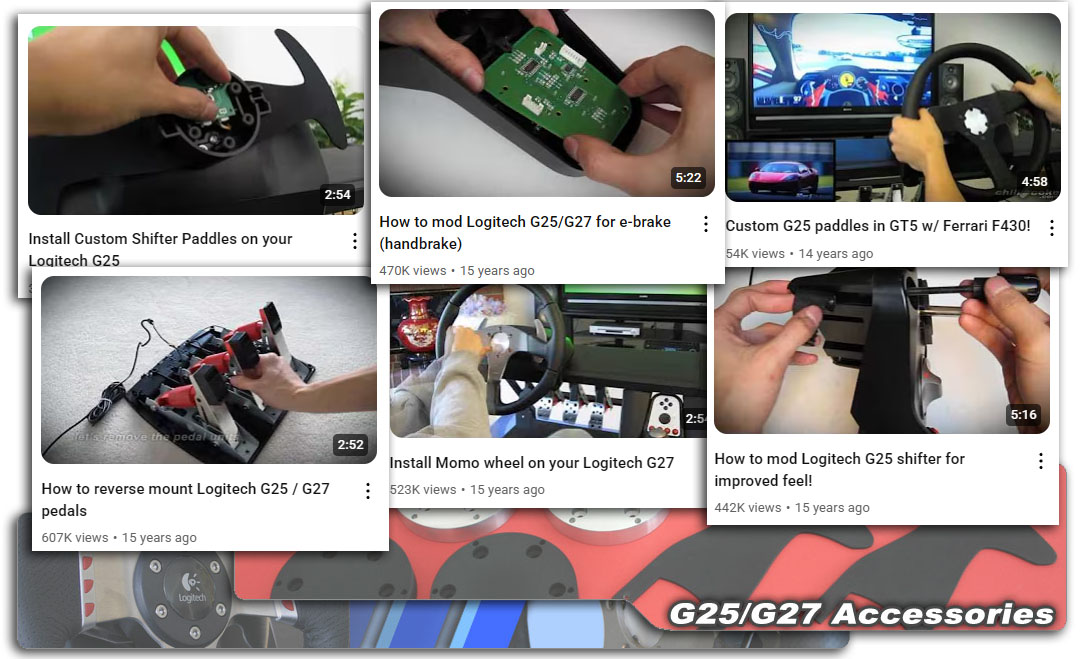 2:54
Install Custom Shifter Paddles on your
Logitech G25
5:22
How to mod Logitech G25/G27 for e-brake
(handbrake)
470K views • 15 years ago
4:58
Custom G25 paddles in GT5 w/ Ferrari F430!
54K views • 14 years ago
let's remove the pedal units
2:52
How to reverse mount Logitech G25 / G27
pedals
607K views • 15 years ago
2:54
Install Momo wheel on your Logitech G27
523K views • 15 years ago
5:16
How to mod Logitech G25 shifter for
improved feel!
442K views • 15 years ago
Logitech
G25/G27 Accessories